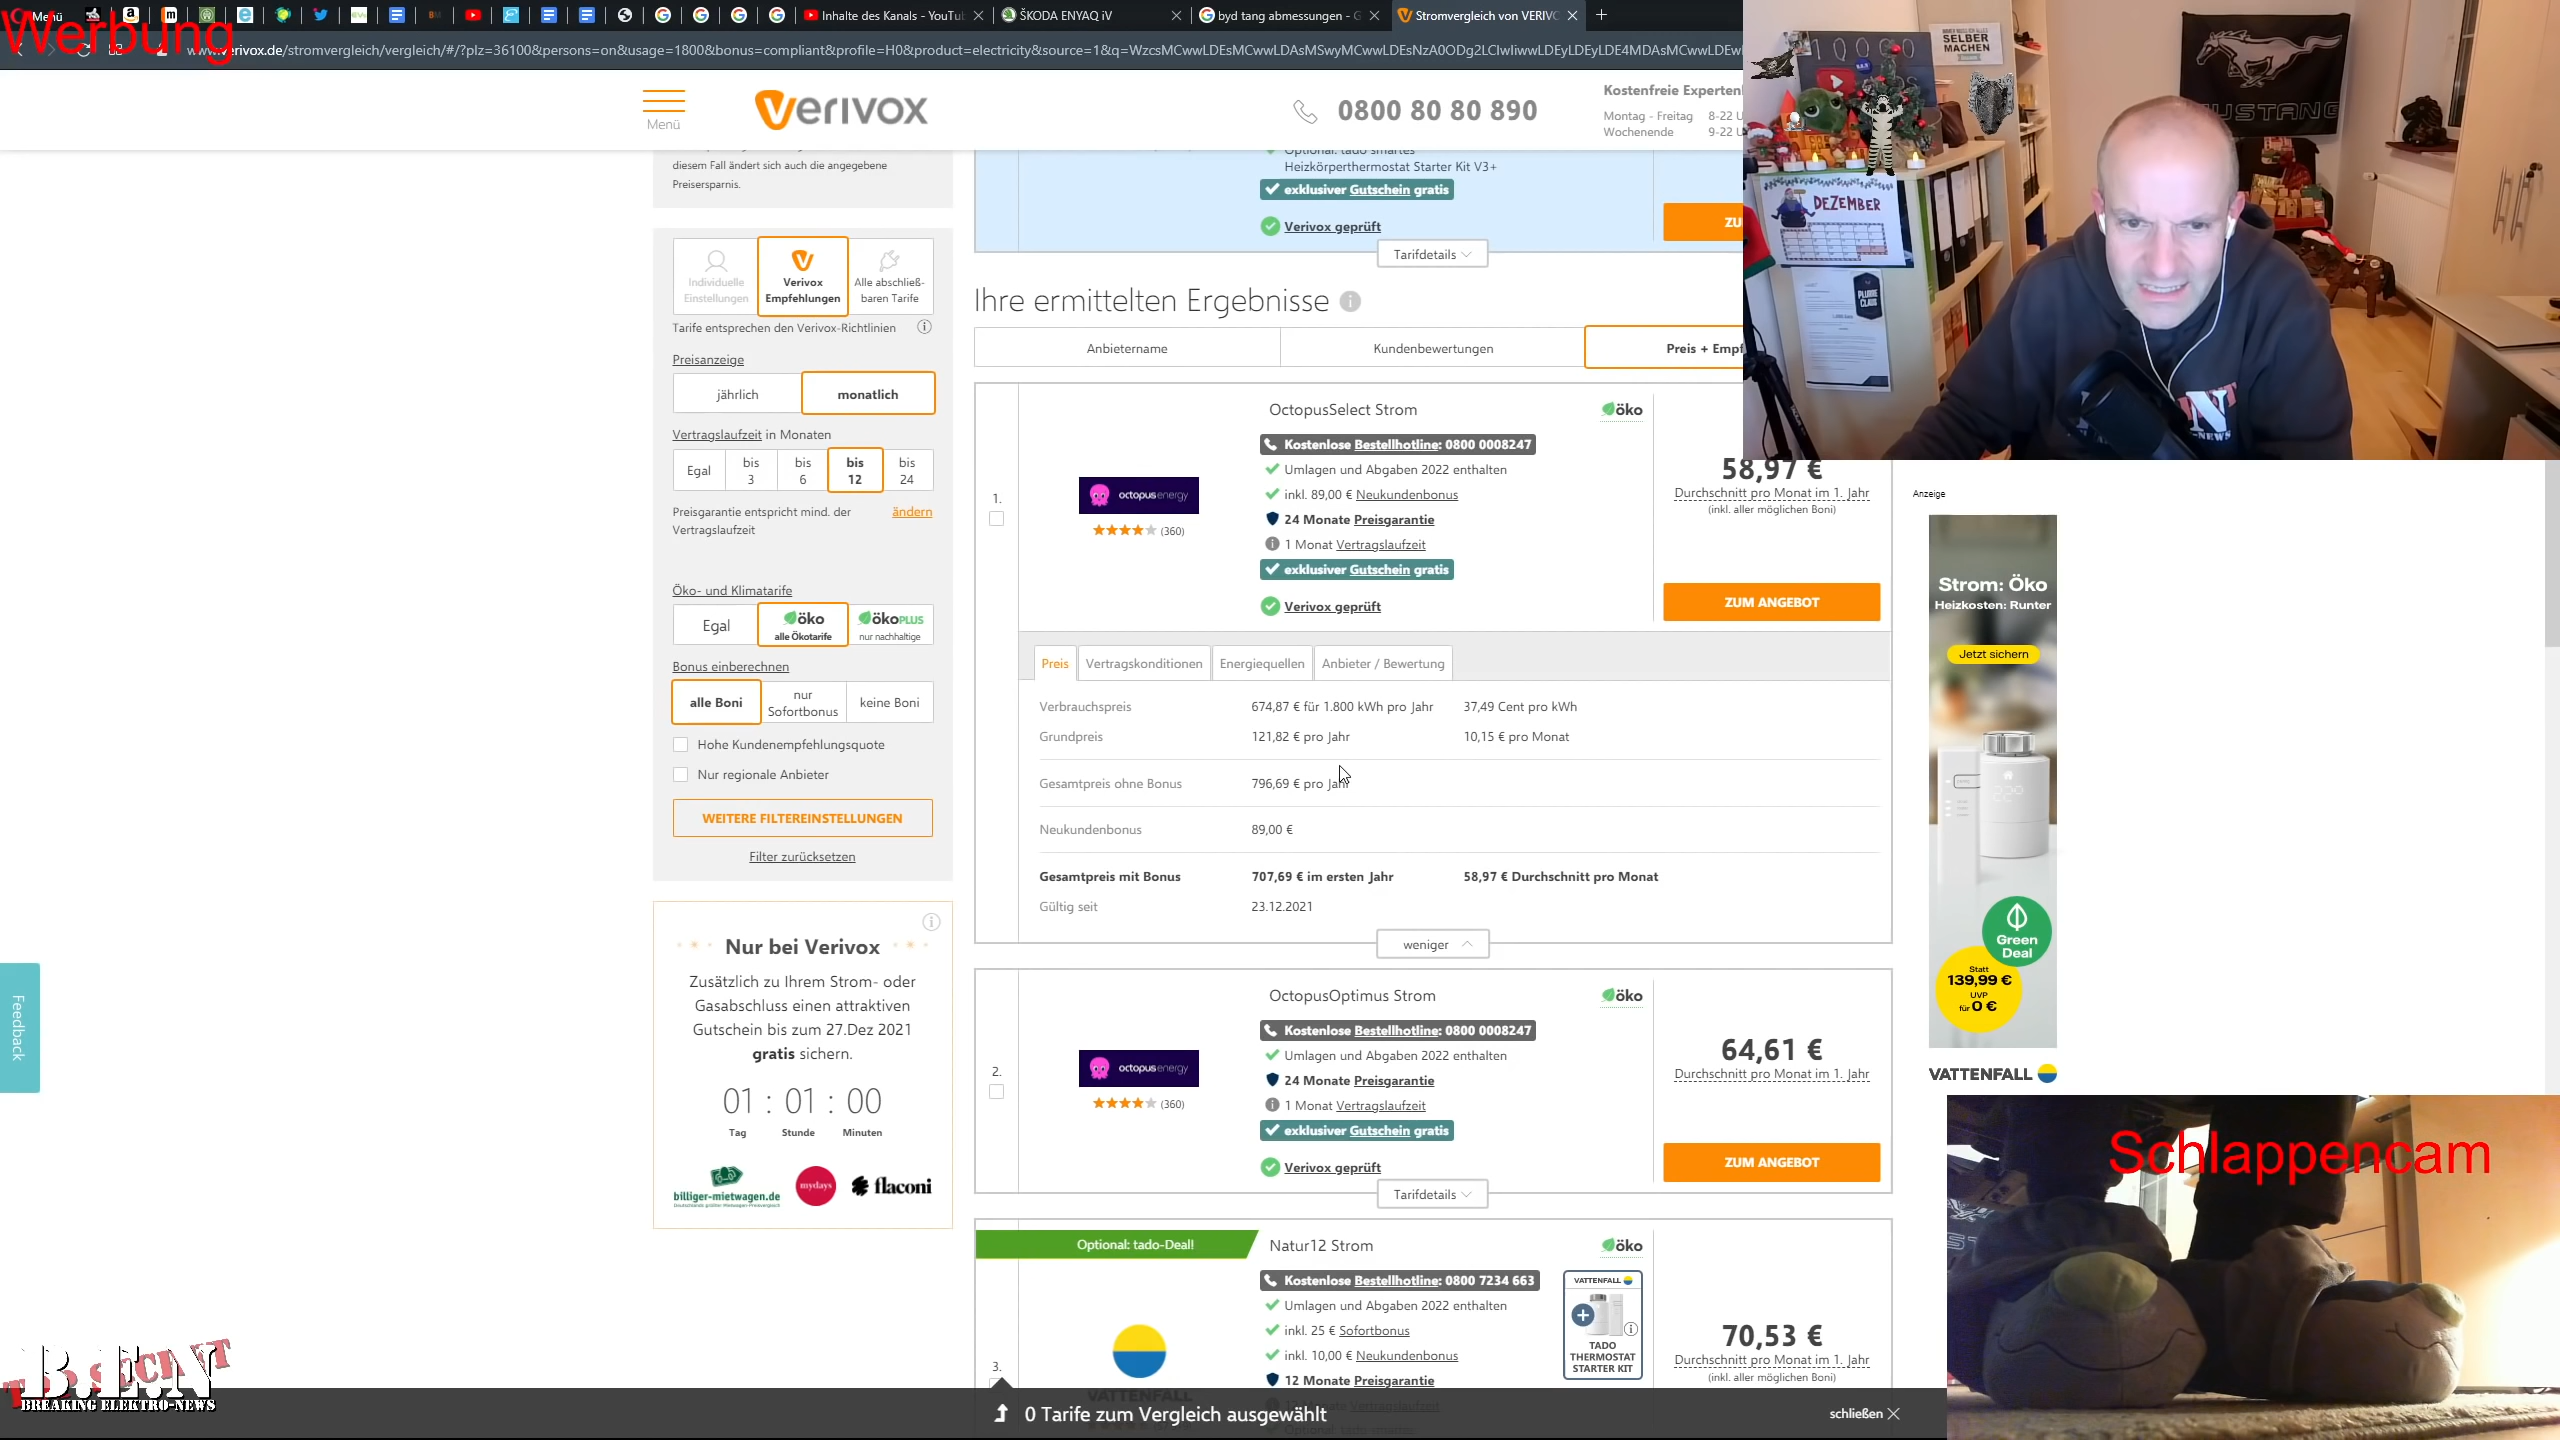 Werbung
Menü
Inhalte des Kanals - YouTu
ŠKODA ENYAQ iV
byd tang abmessungen - G
Stromvergleich von VERIVO
www.verivox.de/stromvergleich/vergleich/#/?plz=36100&persons=on&usage=1800&bonus=compliant&profile=H0&product=electricity&source=1&q=
Menü
Verivox
0800 80 80 890
Kostenfreie Experten
Montag - Freitag 8-22 U
Wochenende 9-22 U
diesem Fall ändert sich auch die angegebene
Preisersparnis.
Optional: tado smartes
Heizkörperthermostat Starter Kit V3+
exklusiver Gutschein gratis
Verivox geprüft
ZU
Tarifdetails
Individuelle
Einstellungen
Verivox
Empfehlungen
Alle abschließ-
baren Tarife
Tarife entsprechen den Verivox-Richtlinien
Preisanzeige
jährlich
monatlich
Vertragslaufzeit in Monaten
Egal
bis
3
bis
6
bis
12
bis
24
Preisgarantie entspricht mind. der
Vertragslaufzeit
ändern
Öko- und Klimatarife
Egal
öko
alle Ökotarife
ökoPLUS
nur nachhaltige
Bonus einberechnen
alle Boni
nur
Sofortbonus
keine Boni
Hohe Kundenempfehlungsquote
Nur regionale Anbieter
WEITERE FILTEREINSTELLUNGEN
Filter zurücksetzen
Nur bei Verivox
Zusätzlich zu Ihrem Strom- oder
Gasabschluss einen attraktiven
Gutschein bis zum 27.Dez 2021
gratis sichern.
01 : 01 : 00
Tag Stunde Minuten
billiger-mietwagen.de
mydays
flaconi
Feedback
Ihre ermittelten Ergebnisse
Anbietername
Kundenbewertungen
Preis + Empf
1.
octopusenergy
(360)
OctopusSelect Strom
öko
Kostenlose Bestellhotline: 0800 0008247
Umlagen und Abgaben 2022 enthalten
inkl. 89,00 € Neukundenbonus
24 Monate Preisgarantie
1 Monat Vertragslaufzeit
exklusiver Gutschein gratis
Verivox geprüft
58,97 €
Durchschnitt pro Monat im 1. Jahr
(inkl. aller möglichen Boni)
ZUM ANGEBOT
Preis
Vertragskonditionen
Energiequellen
Anbieter / Bewertung
Verbrauchspreis 674,87 € für 1.800 kWh pro Jahr 37,49 Cent pro kWh
Grundpreis 121,82 € pro Jahr 10,15 € pro Monat
Gesamtpreis ohne Bonus 796,69 € pro Jahr
Neukundenbonus 89,00 €
Gesamtpreis mit Bonus 707,69 € im ersten Jahr 58,97 € Durchschnitt pro Monat
Gültig seit 23.12.2021
weniger
2.
octopusenergy
(360)
OctopusOptimus Strom
öko
Kostenlose Bestellhotline: 0800 0008247
Umlagen und Abgaben 2022 enthalten
24 Monate Preisgarantie
1 Monat Vertragslaufzeit
exklusiver Gutschein gratis
Verivox geprüft
64,61 €
Durchschnitt pro Monat im 1. Jahr
ZUM ANGEBOT
Tarifdetails
Optional: tado-Deal!
3.
VATTENFALL
Natur12 Strom
öko
Kostenlose Bestellhotline: 0800 7234 663
Umlagen und Abgaben 2022 enthalten
inkl. 25 € Sofortbonus
inkl. 10,00 € Neukundenbonus
12 Monate Preisgarantie
VATTENFALL
TADO
THERMOSTAT
STARTER KIT
70,53 €
Durchschnitt pro Monat im 1. Jahr
(inkl. aller möglichen Boni)
0 Tarife zum Vergleich ausgewählt
schließen
Anzeige
Strom: Öko
Heizkosten: Runter
Jetzt sichern
Green
Deal
Statt
139,99 €
UVP
für 0 €
VATTENFALL
10000
SELBER
MACHEN
DEZEMBER
MUSTANG
N
-NEWS
Schlappencam
B.E.N
BREAKING ELEKTRO-NEWS